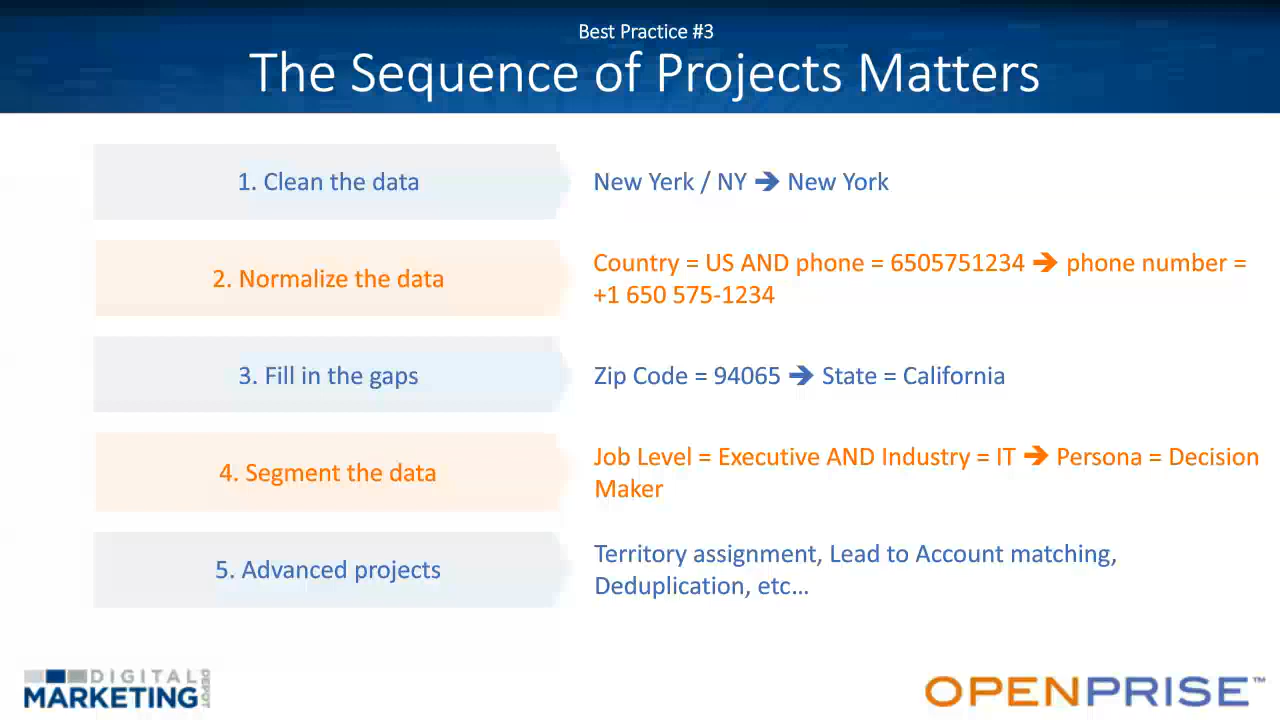 Best Practice #3
The Sequence of Projects Matters
1. Clean the data
New Yerk / NY ➔ New York
2. Normalize the data
Country = US AND phone = 6505751234 ➔ phone number =
+1 650 575-1234
3. Fill in the gaps
Zip Code = 94065 ➔ State = California
4. Segment the data
Job Level = Executive AND Industry = IT ➔ Persona = Decision
Maker
5. Advanced projects
Territory assignment, Lead to Account matching,
Deduplication, etc…
DIGITAL
MARKETING
DEPOT
OPENPRISE™